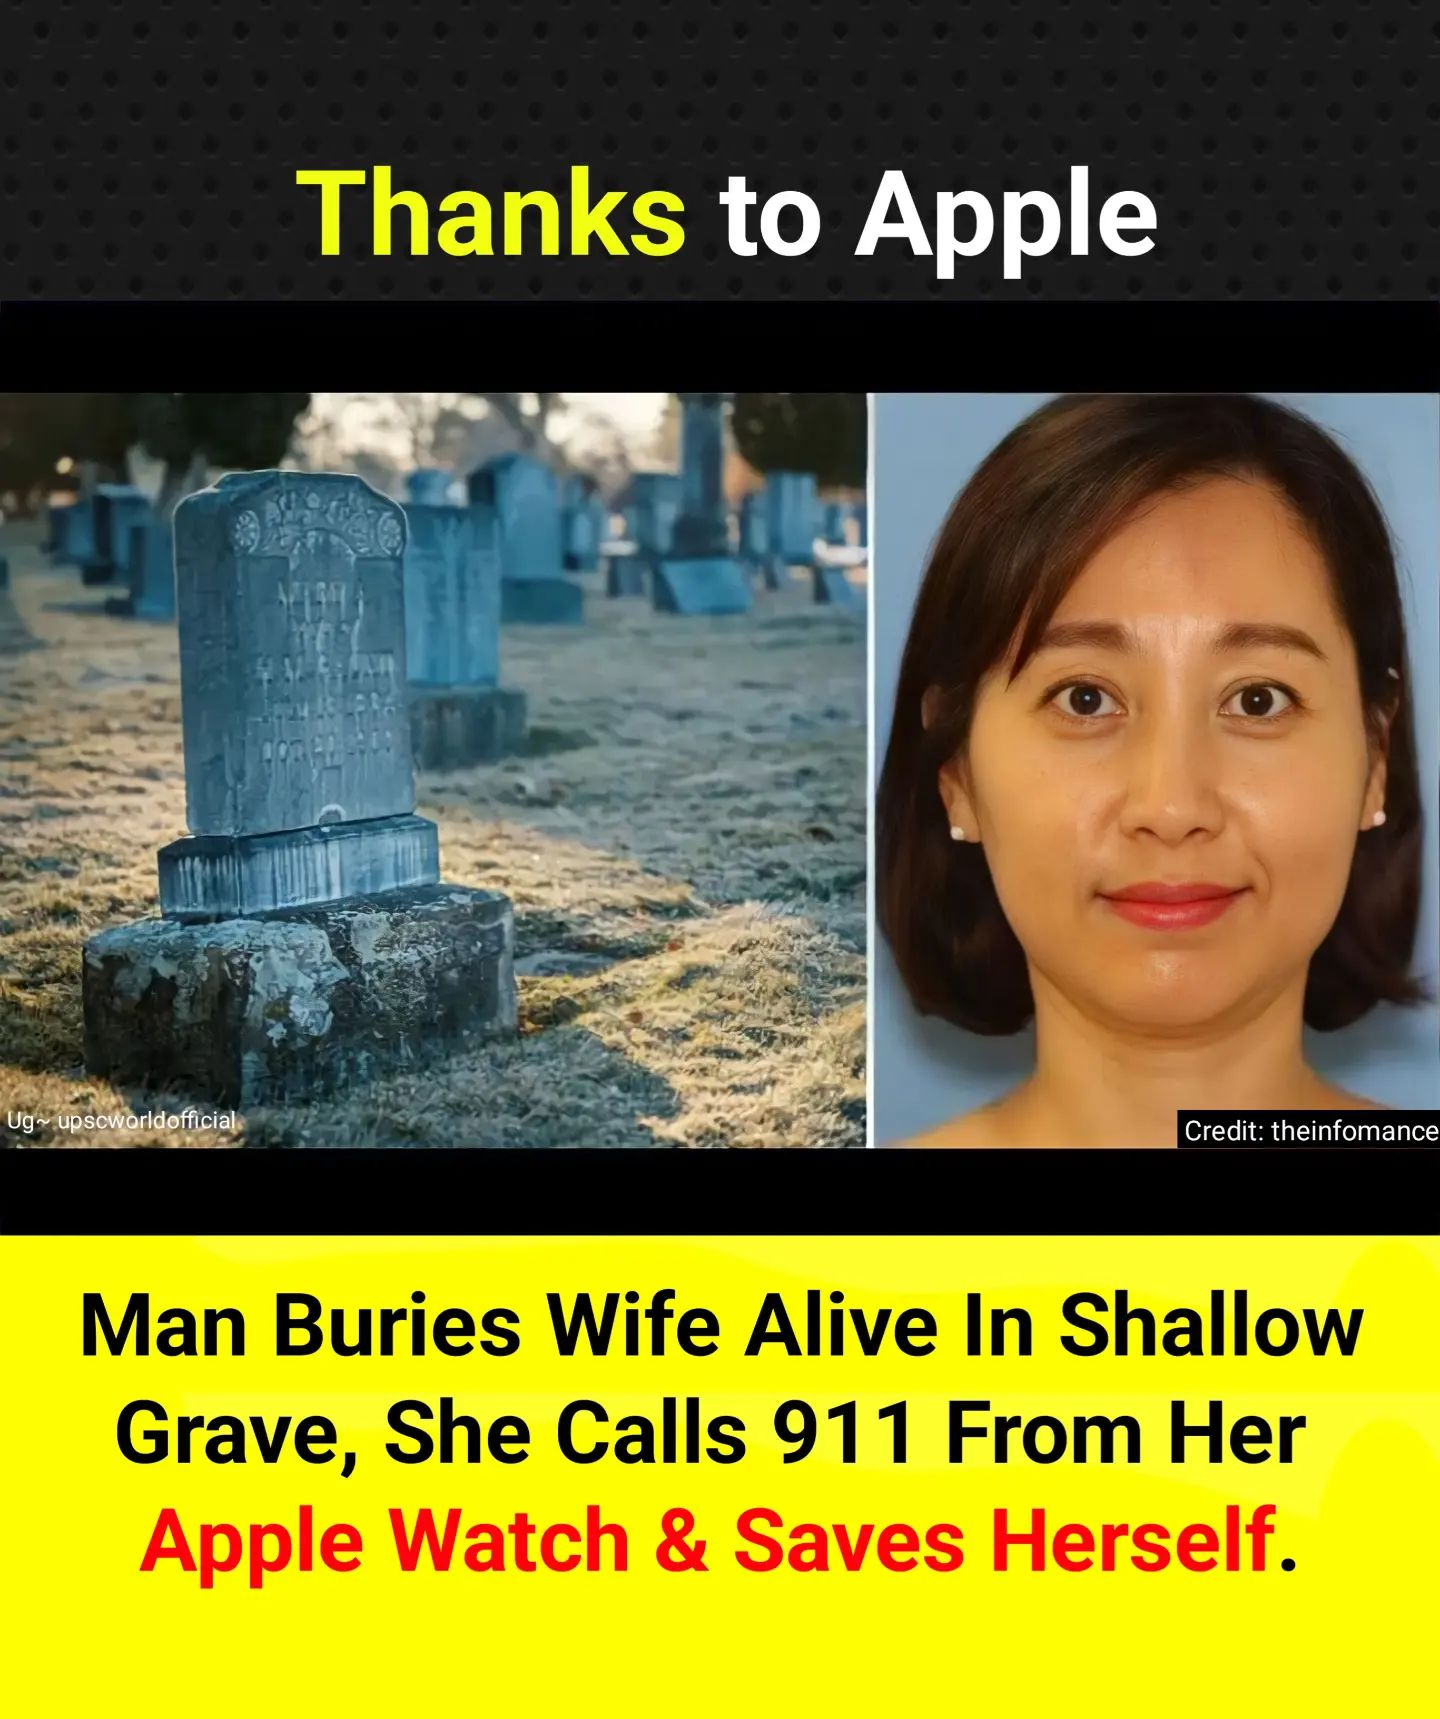 Thanks to Apple
Ug~ upscworldofficial
Credit: theinfomance
Man Buries Wife Alive In Shallow
Grave, She Calls 911 From Her
Apple Watch & Saves Herself.